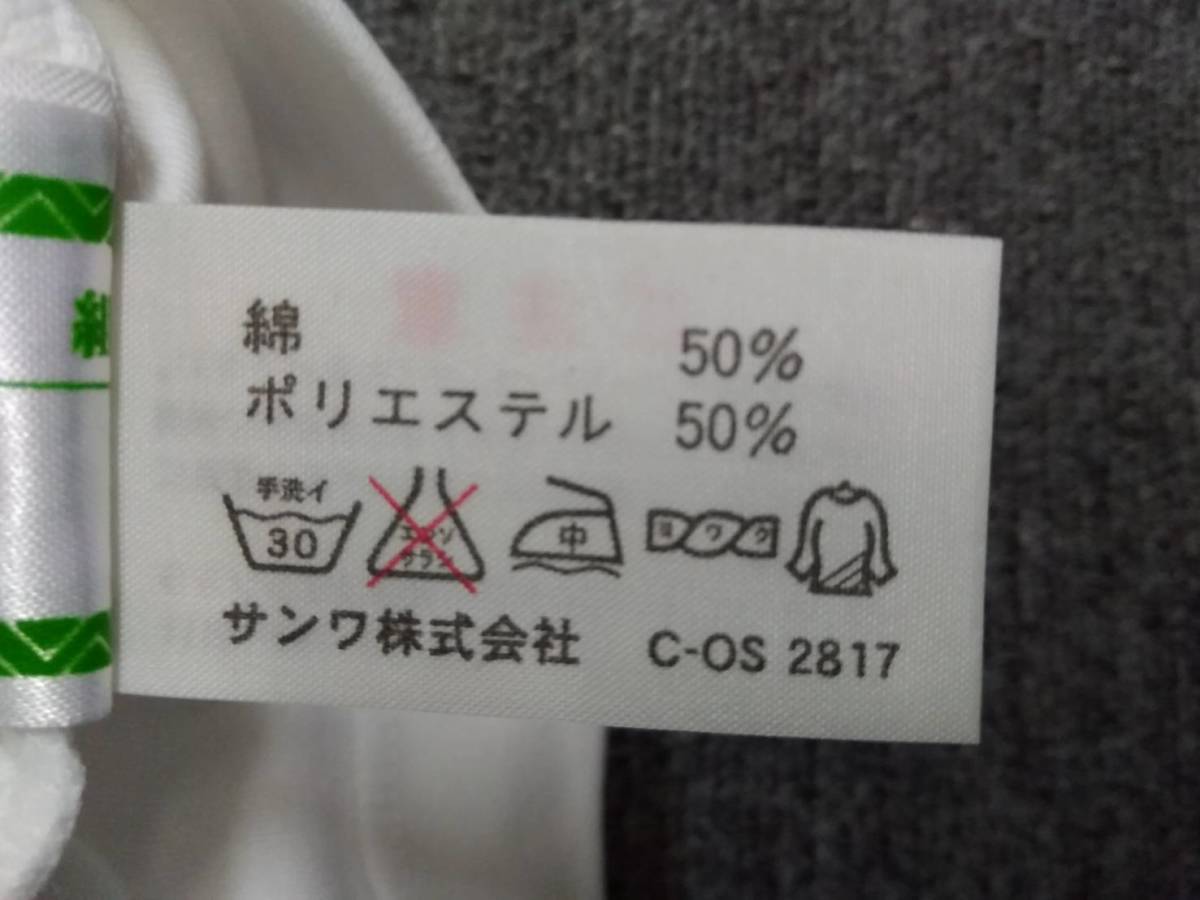 綿 50%
ポリエステル 50%
手洗イ
30
エンソ
サラシ
中
ヨワク
サンワ株式会社 C-OS 2817